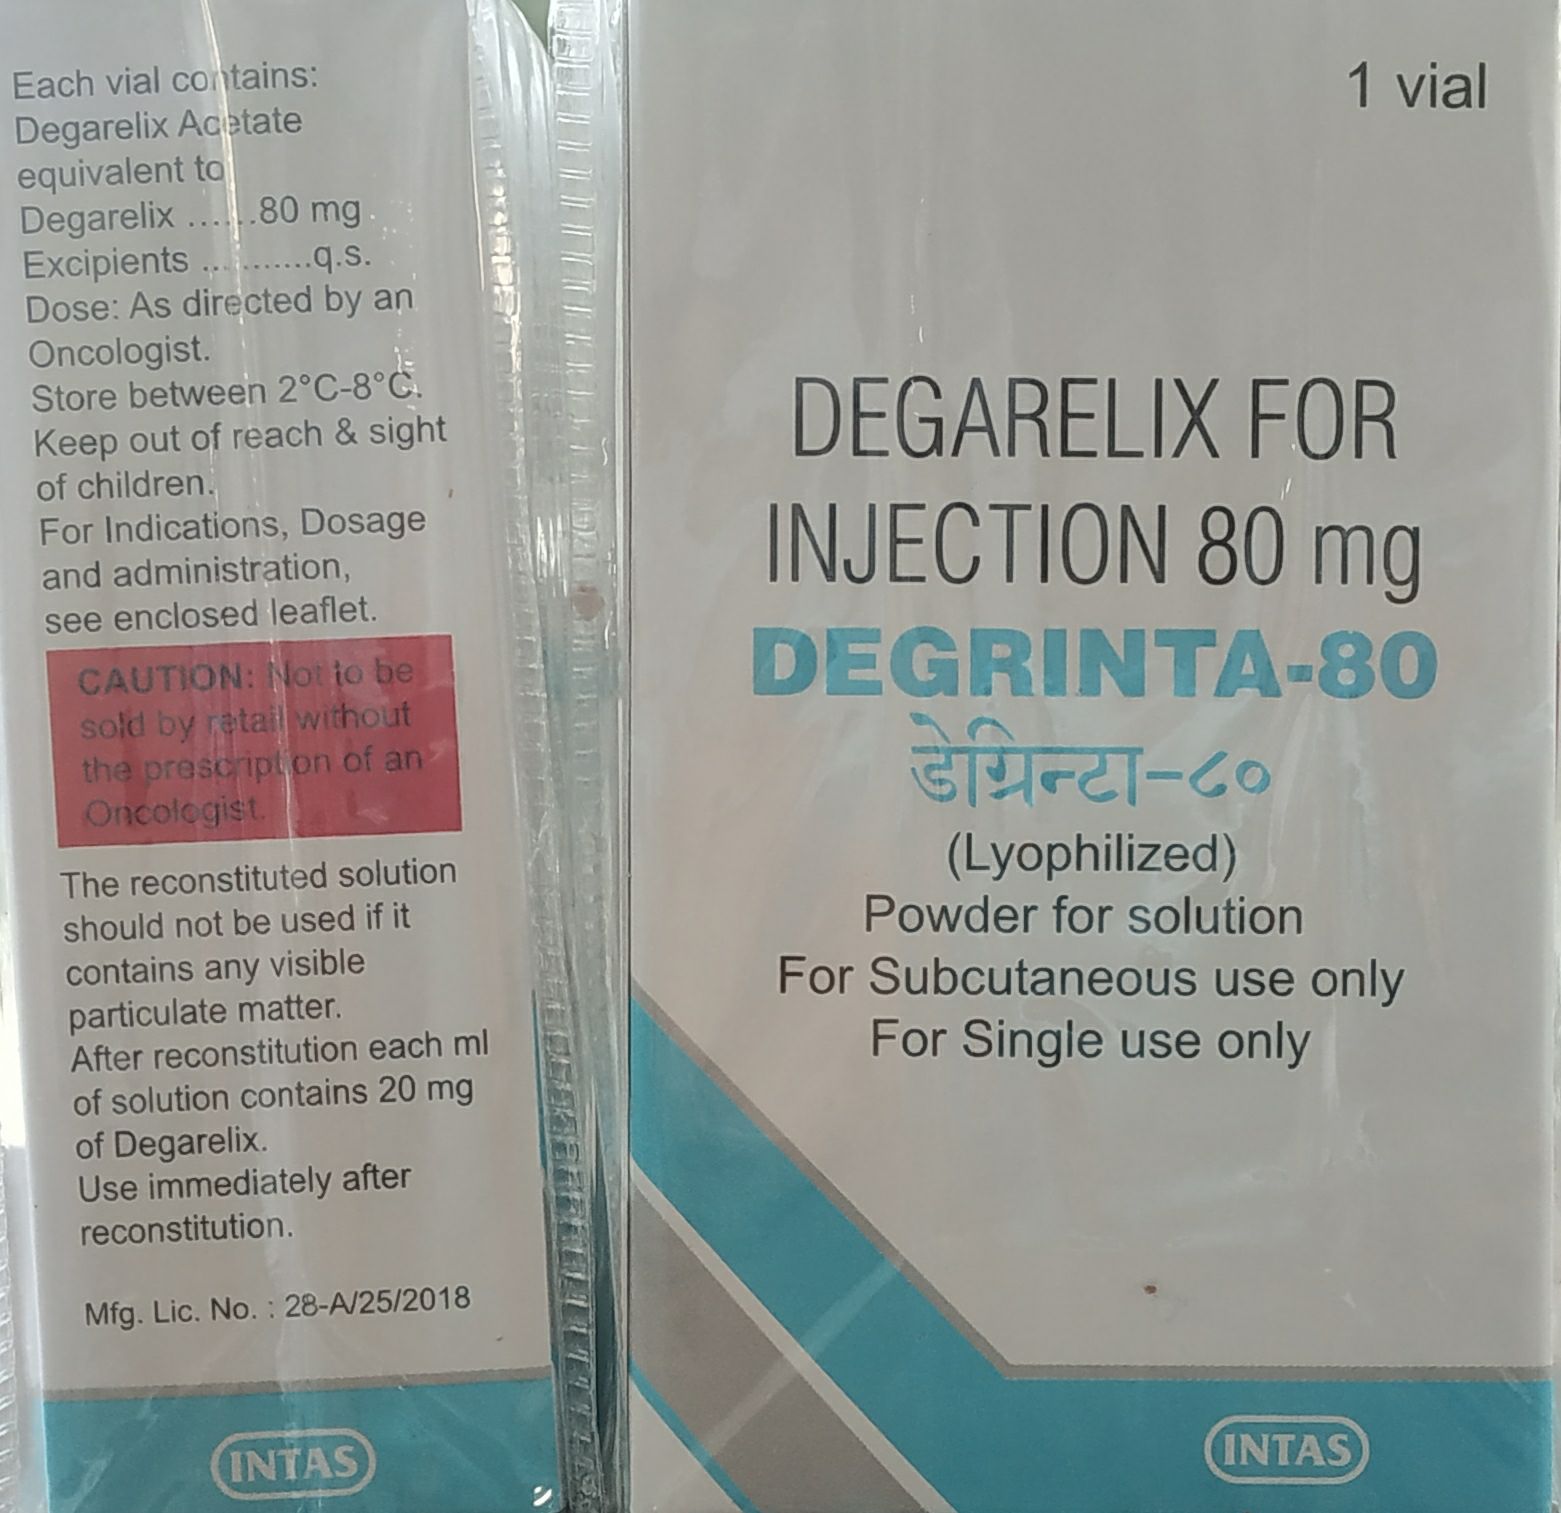 Each vial contains:
Degarelix Acetate
equivalent to
Degarelix ......80 mg
Excipients ...........q.s.
Dose: As directed by an
Oncologist.
Store between 2°C-8°C.
Keep out of reach & sight
of children.
For Indications, Dosage
and administration,
see enclosed leaflet.
CAUTION: Not to be
sold by retail without
the prescription of an
Oncologist.
The reconstituted solution
should not be used if it
contains any visible
particulate matter.
After reconstitution each ml
of solution contains 20 mg
of Degarelix.
Use immediately after
reconstitution.
Mfg. Lic. No. : 28-A/25/2018
INTAS
1 vial
DEGARELIX FOR
INJECTION 80 mg
DEGRINTA-80
डेग्रिन्टा-८०
(Lyophilized)
Powder for solution
For Subcutaneous use only
For Single use only
INTAS